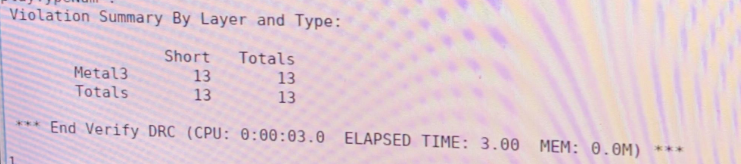 Violation Summary By Layer and Type:
Short Totals
Metal3 13 13
Totals 13 13
*** End Verify DRC (CPU: 0:00:03.0 ELAPSED TIME: 3.00 MEM: 0.0M) ***